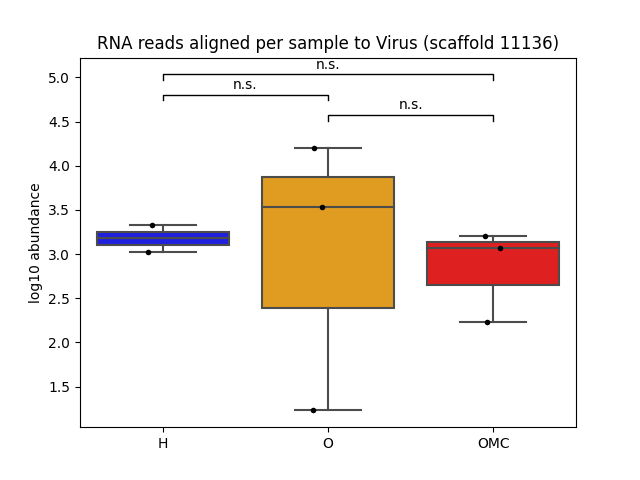 RNA reads aligned per sample to Virus (scaffold 11136)
n.s.
n.s.
n.s.
5.0
4.5
4.0
3.5
3.0
2.5
2.0
1.5
log10 abundance
H
O
OMC